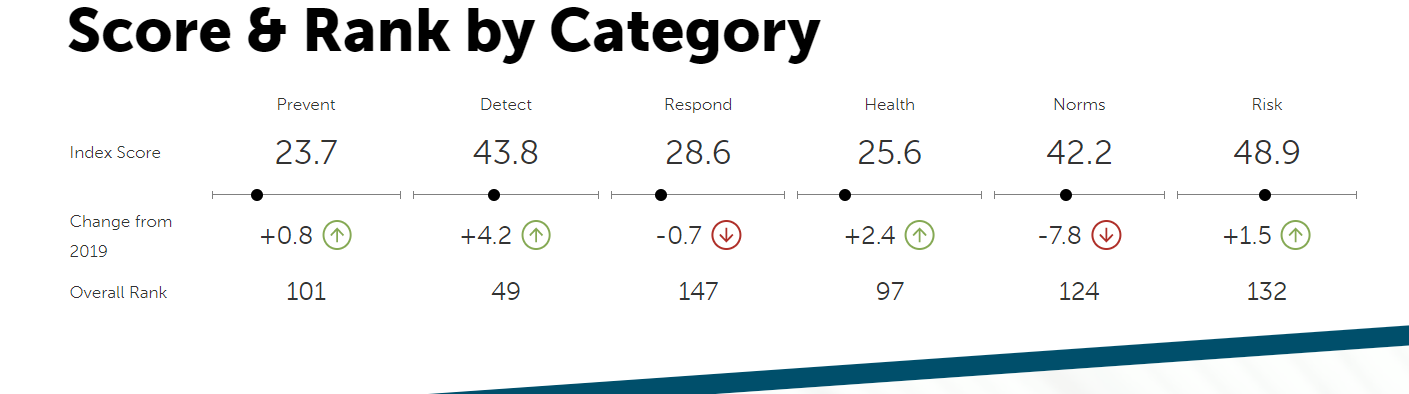 Score & Rank by Category
Prevent Detect Respond Health Norms Risk
Index Score 23.7 43.8 28.6 25.6 42.2 48.9
Change from
2019 +0.8 +4.2 -0.7 +2.4 -7.8 +1.5
Overall Rank 101 49 147 97 124 132